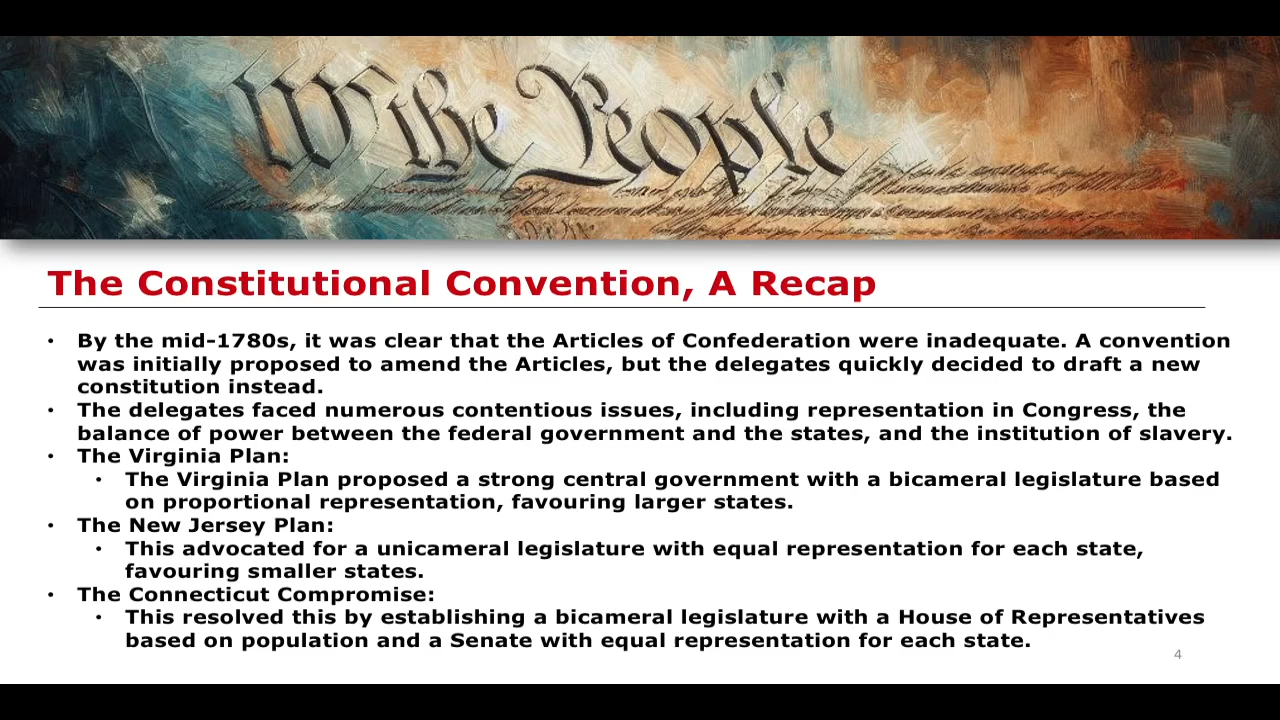 We the People
The Constitutional Convention, A Recap
• By the mid-1780s, it was clear that the Articles of Confederation were inadequate. A convention
was initially proposed to amend the Articles, but the delegates quickly decided to draft a new
constitution instead.
• The delegates faced numerous contentious issues, including representation in Congress, the
balance of power between the federal government and the states, and the institution of slavery.
• The Virginia Plan:
• The Virginia Plan proposed a strong central government with a bicameral legislature based
on proportional representation, favouring larger states.
• The New Jersey Plan:
• This advocated for a unicameral legislature with equal representation for each state,
favouring smaller states.
• The Connecticut Compromise:
• This resolved this by establishing a bicameral legislature with a House of Representatives
based on population and a Senate with equal representation for each state.
4